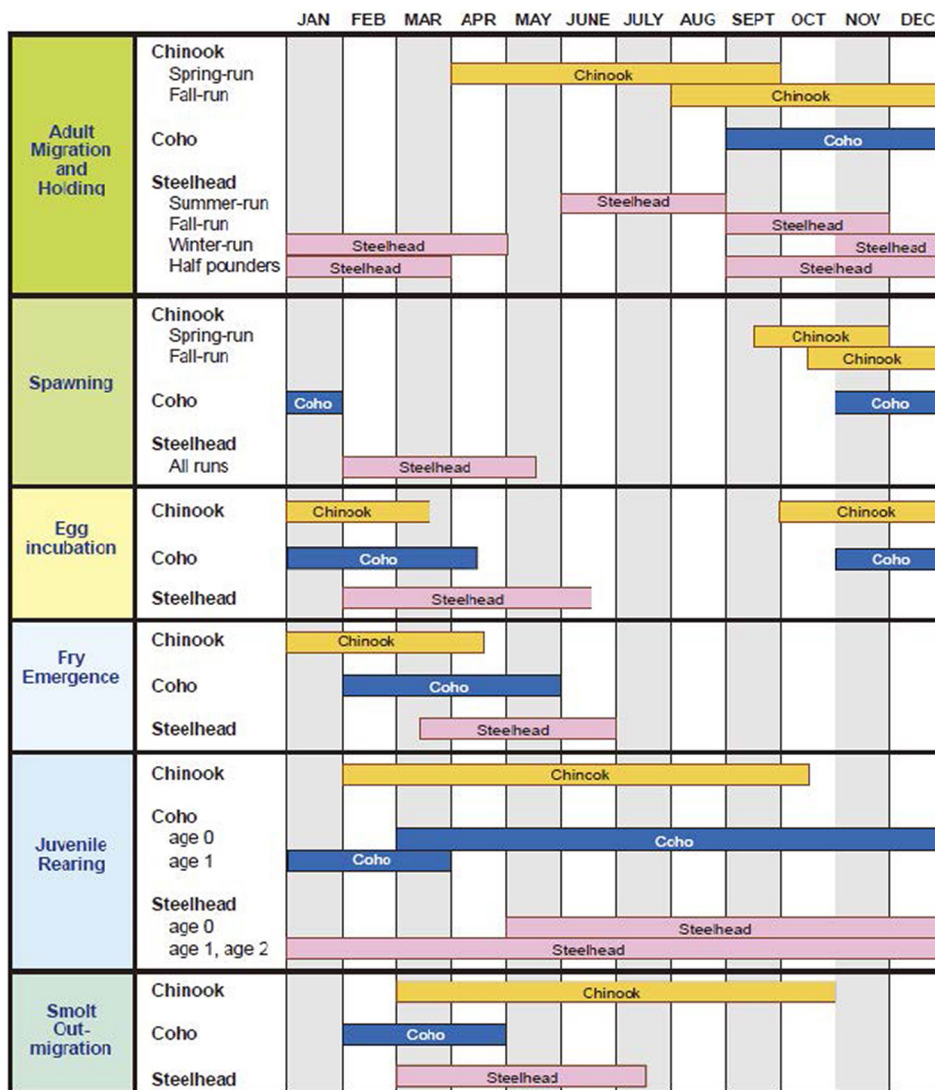 JAN FEB MAR APR MAY JUNE JULY AUG SEPT OCT NOV DEC
Adult
Migration
and
Holding
Chinook
Spring-run
Chinook
Fall-run
Chinook
Coho
Coho
Steelhead
Summer-run
Steelhead
Fall-run
Steelhead
Winter-run
Steelhead
Steelhead
Half pounders
Steelhead
Steelhead
Spawning
Chinook
Spring-run
Chinook
Fall-run
Chinook
Coho
Coho
Coho
Steelhead
All runs
Steelhead
Egg
incubation
Chinook
Chinook
Chinook
Coho
Coho
Coho
Steelhead
Steelhead
Fry
Emergence
Chinook
Chinook
Coho
Coho
Steelhead
Steelhead
Juvenile
Rearing
Chinook
Chincok
Coho
age 0
Coho
age 1
Coho
Steelhead
age 0
Steelhead
age 1, age 2
Steelhead
Smolt
Out-
migration
Chinook
Chinook
Coho
Coho
Steelhead
Steelhead